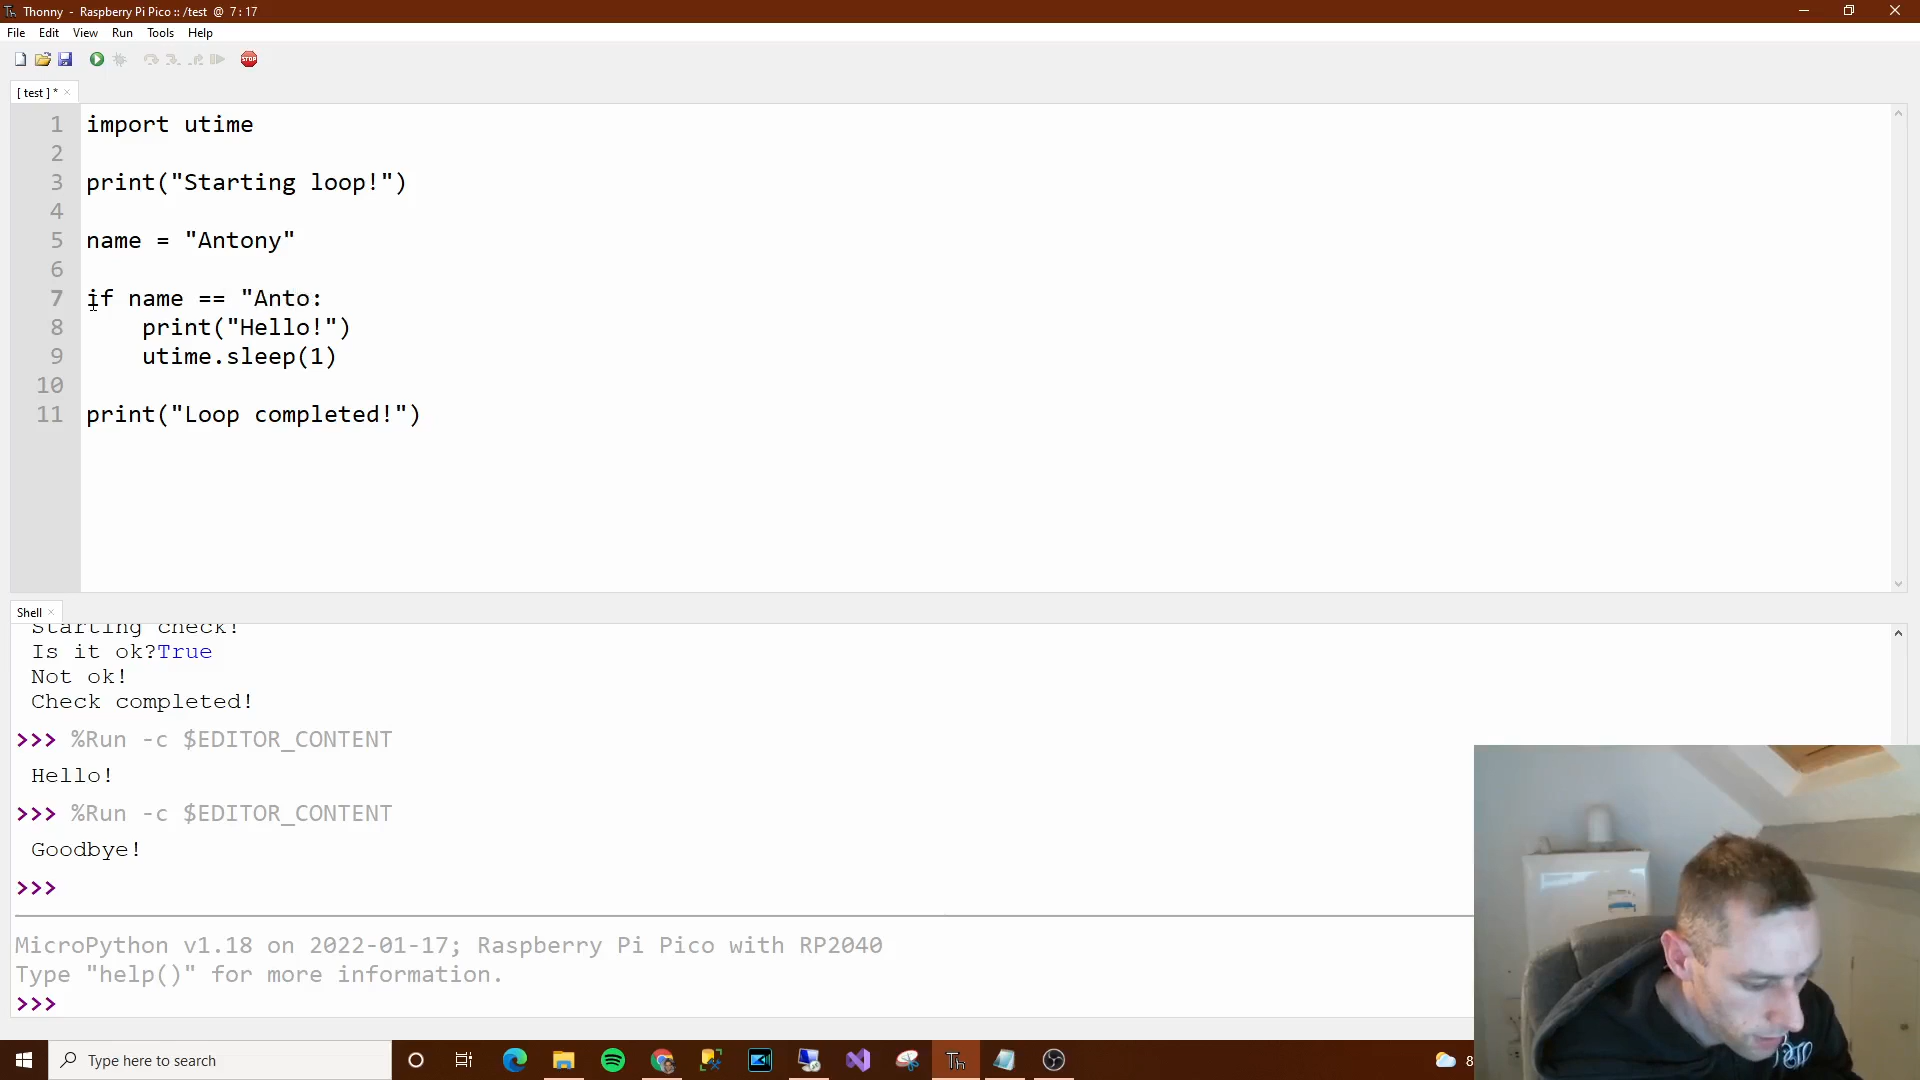 Thonny - Raspberry Pi Pico :: /test @ 7:17
File Edit View Run Tools Help
STOP
[ test ] * ×
1 import utime
2
3 print("Starting loop!")
4
5 name = "Antony"
6
7 if name == "Anto:
8     print("Hello!")
9     utime.sleep(1)
10
11 print("Loop completed!")
Shell ×
Starting check!
Is it ok?True
Not ok!
Check completed!
>>> %Run -c $EDITOR_CONTENT
Hello!
>>> %Run -c $EDITOR_CONTENT
Goodbye!
>>>
MicroPython v1.18 on 2022-01-17; Raspberry Pi Pico with RP2040
Type "help()" for more information.
>>>
Type here to search
Th
8